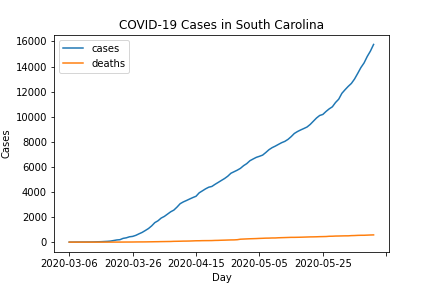 COVID-19 Cases in South Carolina
16000
14000
12000
10000
8000
6000
4000
2000
0
Cases
cases
deaths
2020-03-06 2020-03-26 2020-04-15 2020-05-05 2020-05-25
Day